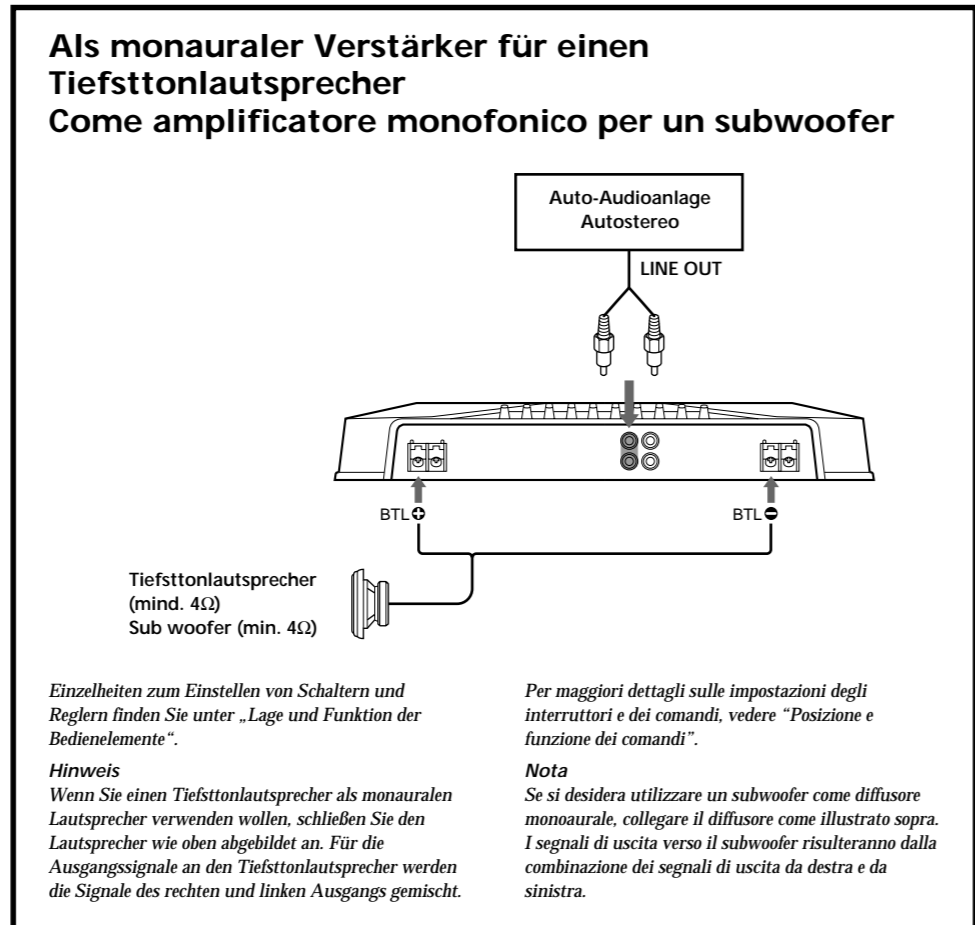 Als monauraler Verstärker für einen
Tiefsttonlautsprecher
Come amplificatore monofonico per un subwoofer
Auto-Audioanlage
Autostereo
LINE OUT
BTL ⊕
BTL ⊖
Tiefsttonlautsprecher
(mind. 4Ω)
Sub woofer (min. 4Ω)
Einzelheiten zum Einstellen von Schaltern und
Reglern finden Sie unter „Lage und Funktion der
Bedienelemente“.
Hinweis
Wenn Sie einen Tiefsttonlautsprecher als monauralen
Lautsprecher verwenden wollen, schließen Sie den
Lautsprecher wie oben abgebildet an. Für die
Ausgangssignale an den Tiefsttonlautsprecher werden
die Signale des rechten und linken Ausgangs gemischt.
Per maggiori dettagli sulle impostazioni degli
interruttori e dei comandi, vedere “Posizione e
funzione dei comandi”.
Nota
Se si desidera utilizzare un subwoofer come diffusore
monoaurale, collegare il diffusore come illustrato sopra.
I segnali di uscita verso il subwoofer risulteranno dalla
combinazione dei segnali di uscita da destra e da
sinistra.